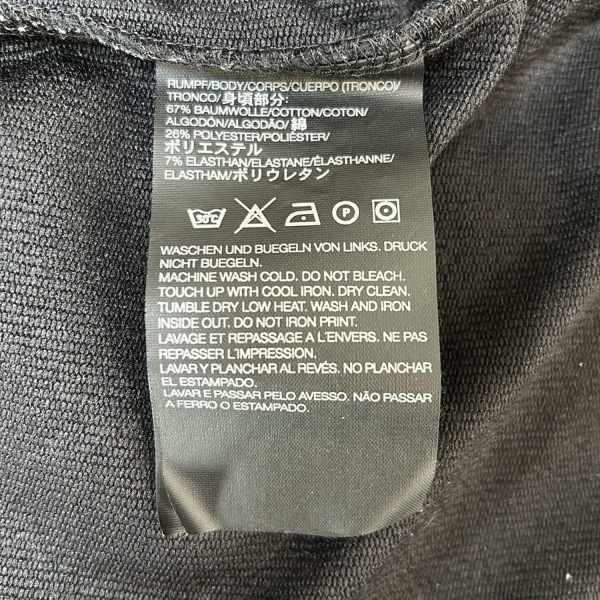 RUMPF/BODY/CORPS/CUERPO (TRONCO)/
TRONCO/身頃部分:
67% BAUMWOLLE/COTTON/COTON/
ALGODÓN/ALGODÃO/綿
26% POLYESTER/POLIÉSTER/
ポリエステル
7% ELASTHAN/ELASTANE/ÉLASTHANNE/
ELASTHAM/ポリウレタン
30°C P
WASCHEN UND BUEGELN VON LINKS. DRUCK
NICHT BUEGELN.
MACHINE WASH COLD. DO NOT BLEACH.
TOUCH UP WITH COOL IRON. DRY CLEAN.
TUMBLE DRY LOW HEAT. WASH AND IRON
INSIDE OUT. DO NOT IRON PRINT.
LAVAGE ET REPASSAGE A L'ENVERS. NE PAS
REPASSER L'IMPRESSION.
LAVAR Y PLANCHAR AL REVÉS. NO PLANCHAR
EL ESTAMPADO.
LAVAR E PASSAR PELO AVESSO. NÃO PASSAR
A FERRO O ESTAMPADO.